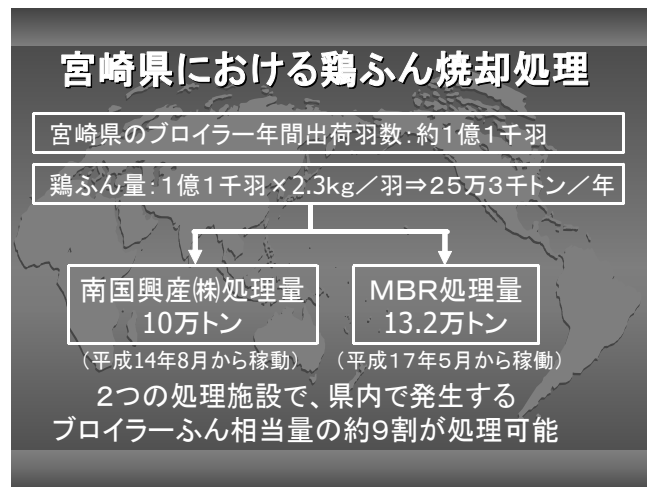 宮崎県における鶏ふん焼却処理
宮崎県のブロイラー年間出荷羽数:約1億1千羽
鶏ふん量:1億1千羽×2.3kg/羽⇒25万3千トン/年
南国興産㈱処理量
10万トン
MBR処理量
13.2万トン
(平成14年8月から稼動)
(平成17年5月から稼働)
2つの処理施設で、県内で発生する
ブロイラーふん相当量の約9割が処理可能